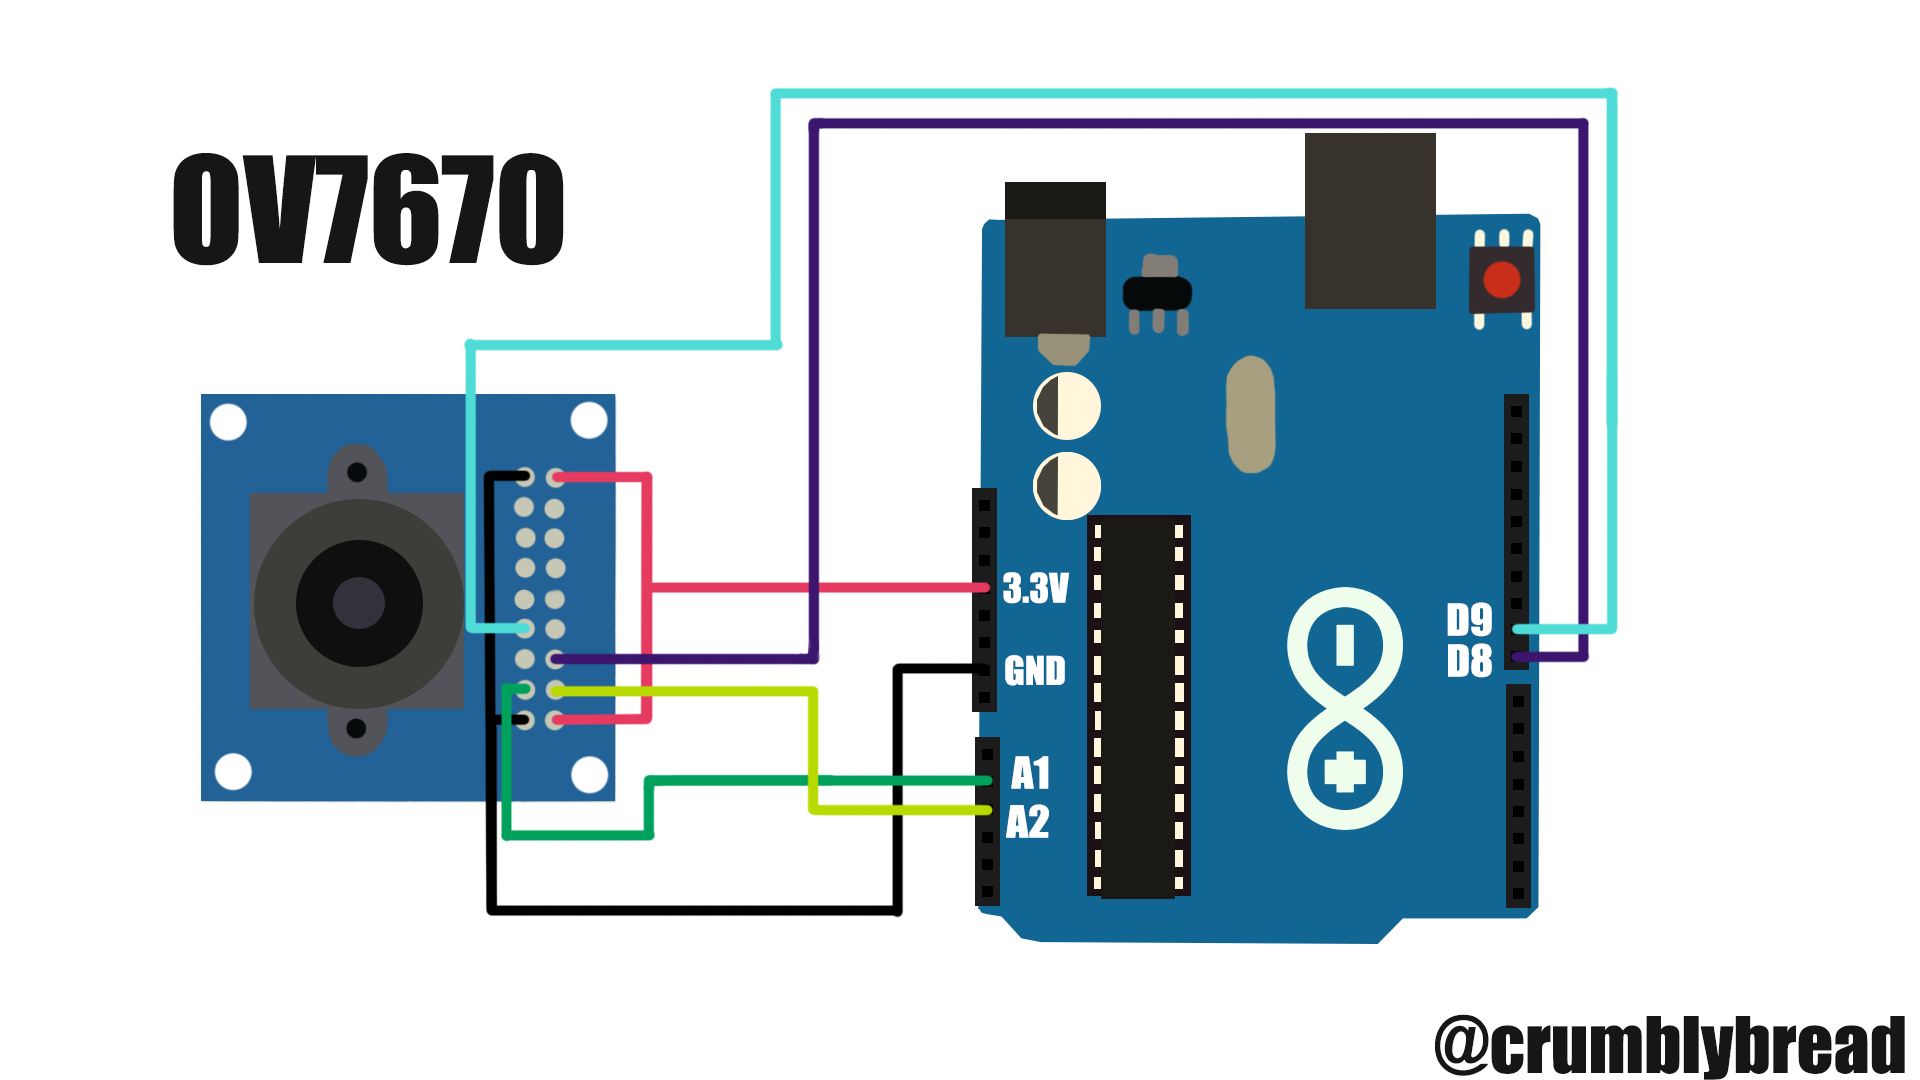 OV7670
3.3V
GND
A1
A2
D9
D8
@crumblybread